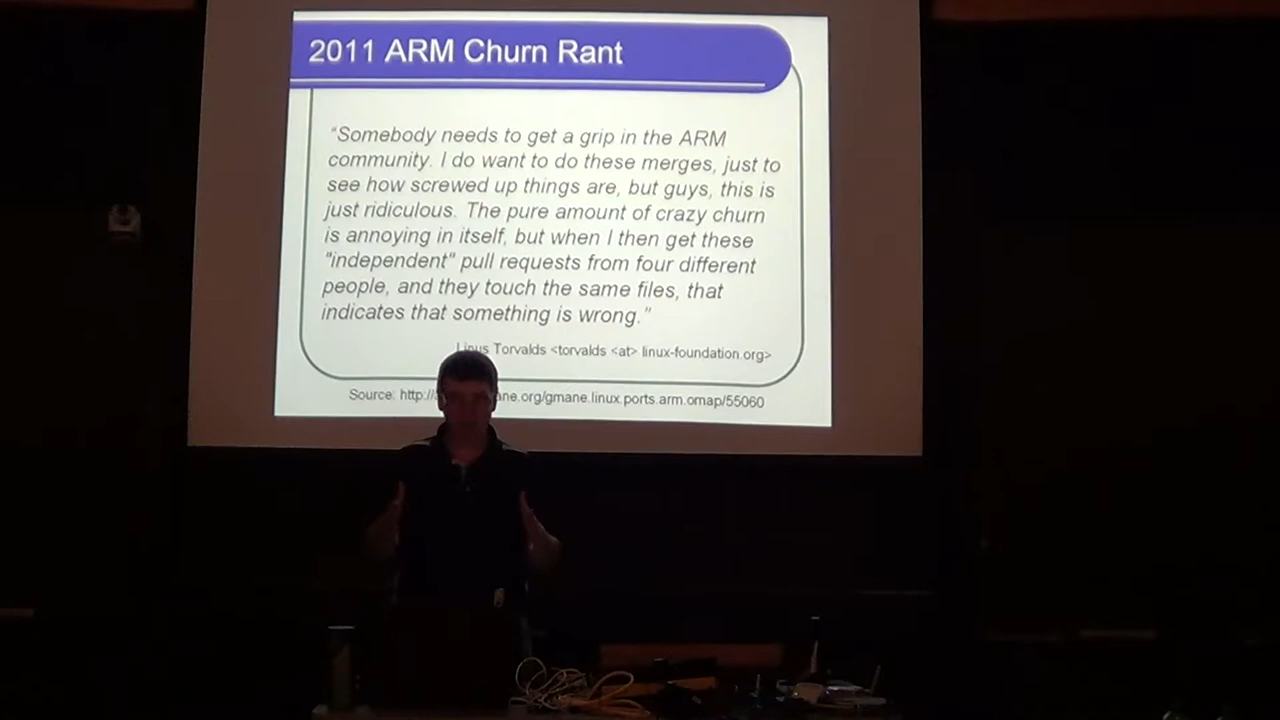 2011 ARM Churn Rant
"Somebody needs to get a grip in the ARM
community. I do want to do these merges, just to
see how screwed up things are, but guys, this is
just ridiculous. The pure amount of crazy churn
is annoying in itself, but when I then get these
"independent" pull requests from four different
people, and they touch the same files, that
indicates that something is wrong."
Linus Torvalds <torvalds <at> linux-foundation.org>
Source: http:// ane.org/gmane.linux.ports.arm.omap/55060